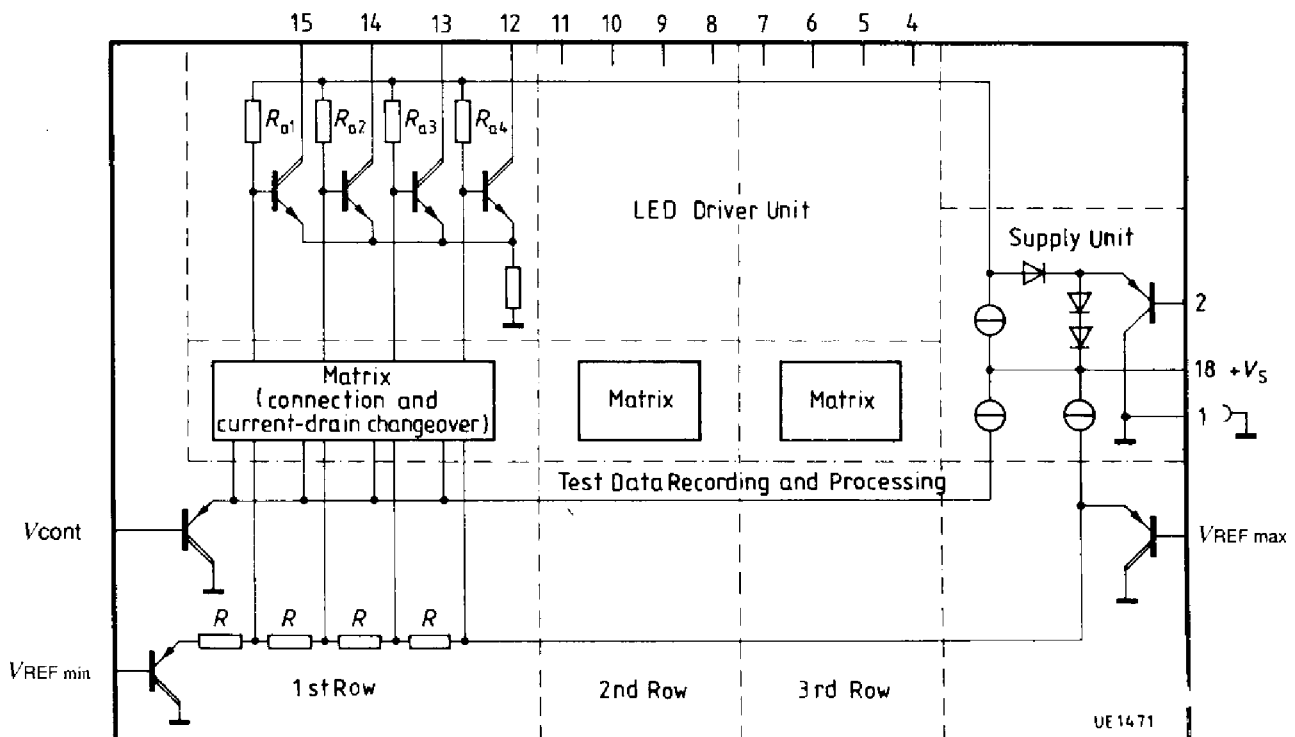 15 14 13 12 11 10 9 8 7 6 5 4
Ra1 Ra2 Ra3 Ra4
LED Driver Unit
Supply Unit
2
18 +VS
1
Matrix
(connection and
current-drain changeover)
Matrix
Matrix
Test Data Recording and Processing
Vcont
VREF max
R R R R
VREF min
1st Row
2nd Row
3rd Row
UE1471